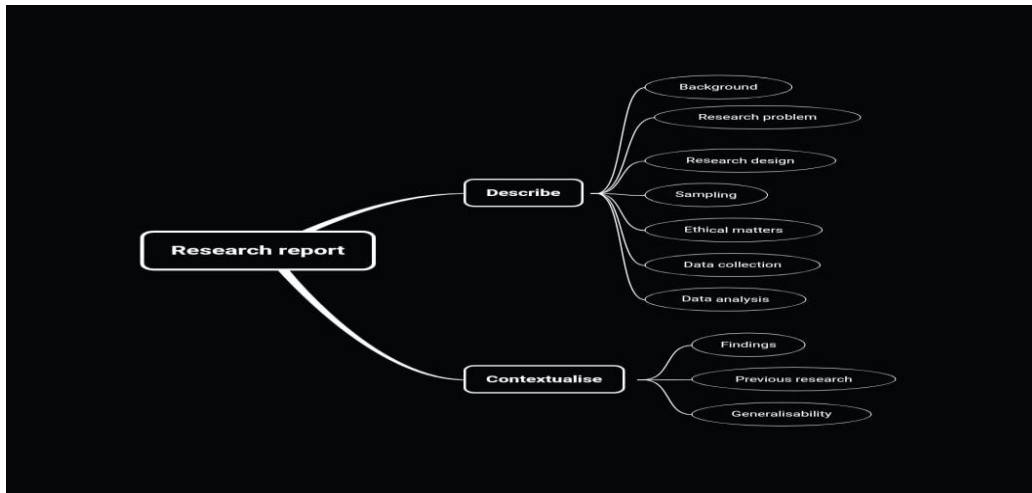 Research report
Describe
Background
Research problem
Research design
Sampling
Ethical matters
Data collection
Data analysis
Contextualise
Findings
Previous research
Generalisability